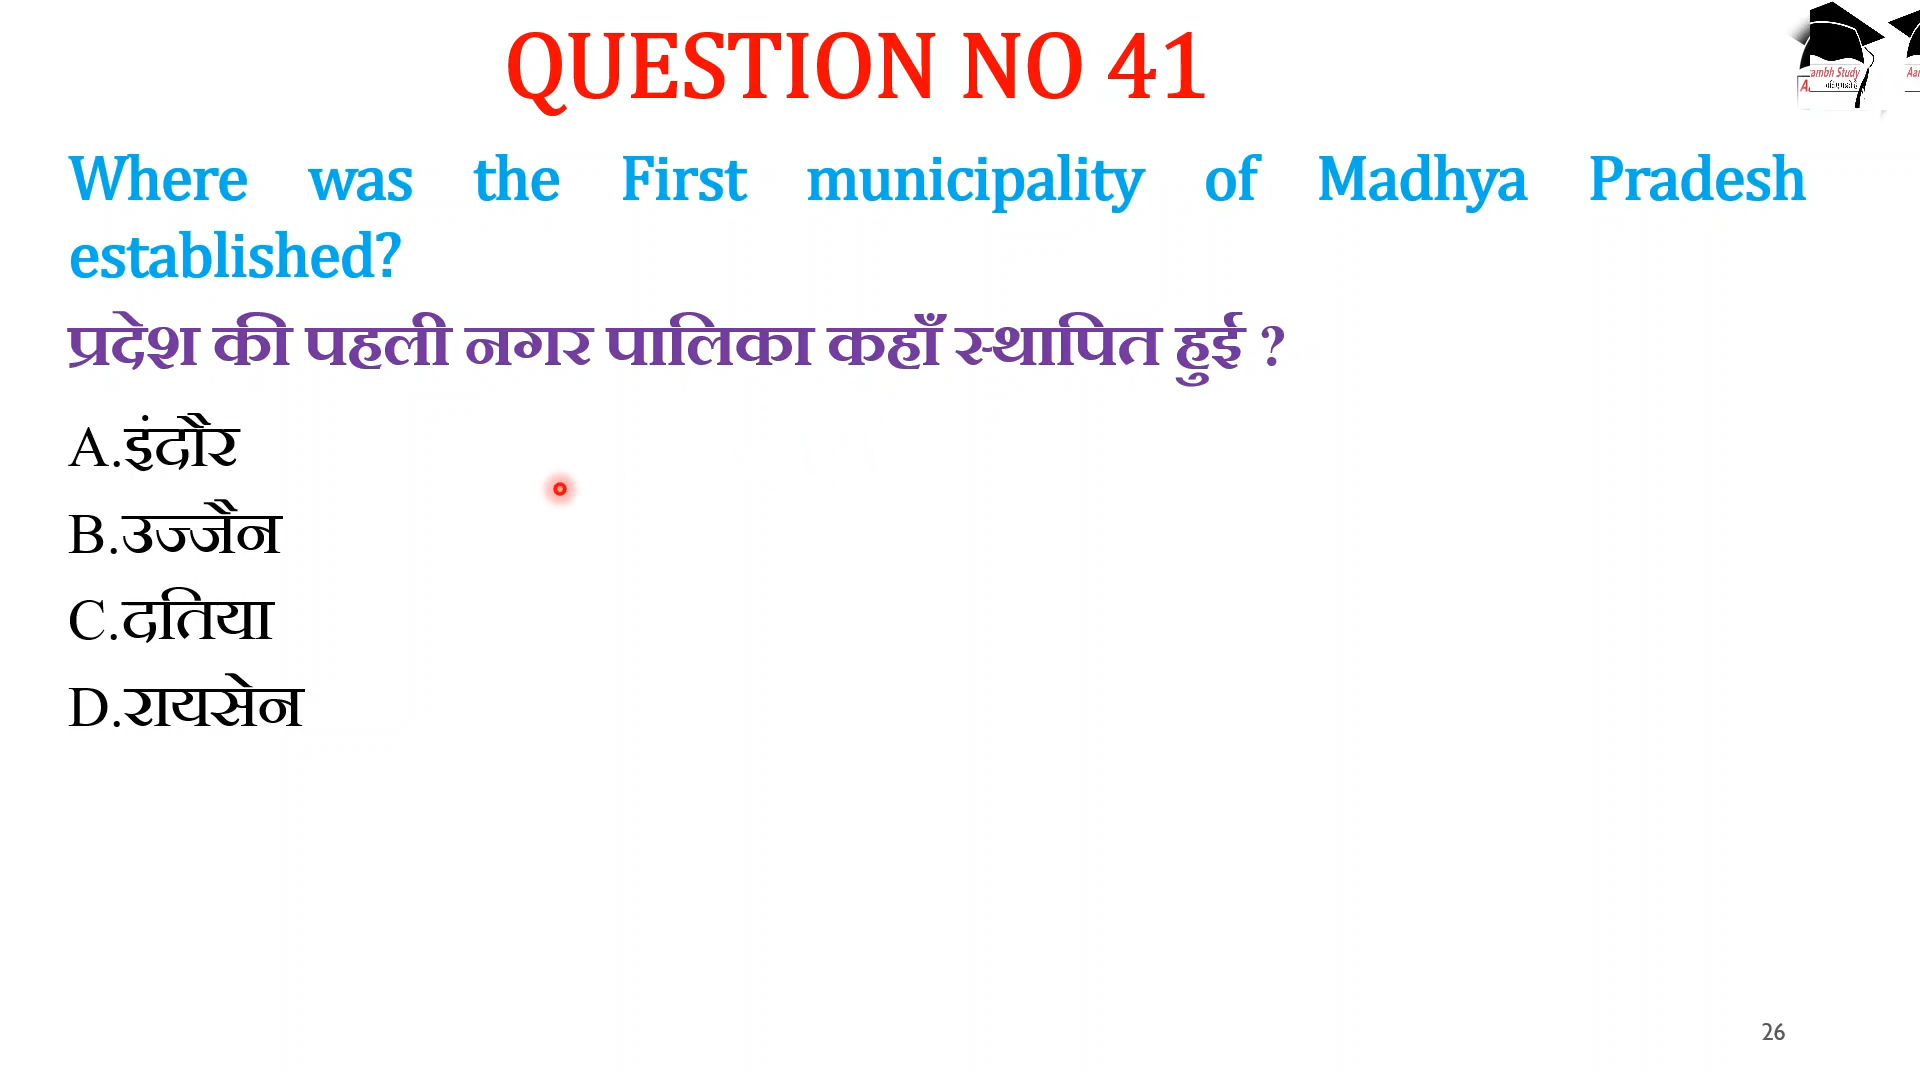 QUESTION NO 41
Where was the First municipality of Madhya Pradesh
established?
प्रदेश की पहली नगर पालिका कहाँ स्थापित हुई ?
A.इंदौर
B.उज्जैन
C.दतिया
D.रायसेन
26